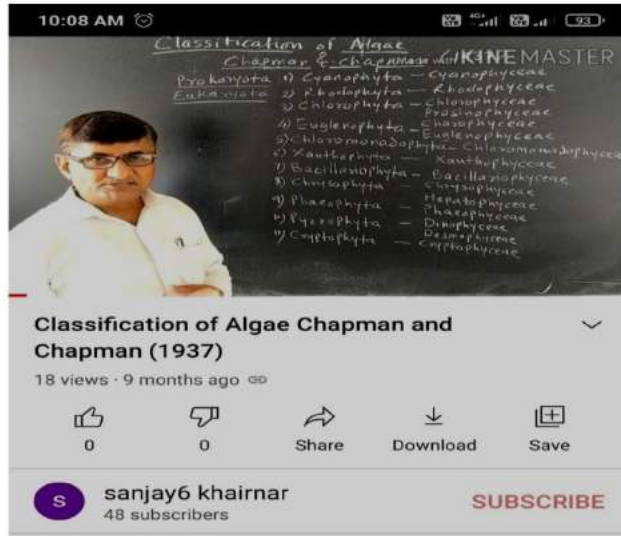 10:08 AM
4G+
93
Classification of Algae
Chapman & Chapman
MADE WITH KINEMASTER
Prokaryota 1) Cyanophyta — Cyanophyceae
Eukaryota 2) Rhodophyta — Rhodophyceae
3) Chlorophyta — Chlorophyceae
Prasinophyceae
Charophyceae
4) Euglenophyta — Euglenophyceae
5) Chloromonadophyta — Chloromonadophyceae
6) Xanthophyta — Xanthophyceae
7) Bacillariophyta — Bacillariophyceae
8) Chrysophyta — Chrysophyceae
Haptophyceae
9) Phaeophyta — Phaeophyceae
10) Pyrrophyta — Dinophyceae
Desmophyceae
11) Cryptophyta — Cryptophyceae
Classification of Algae Chapman and
Chapman (1937)
18 views · 9 months ago
0
0
Share
Download
Save
S
sanjay6 khairnar
48 subscribers
SUBSCRIBE